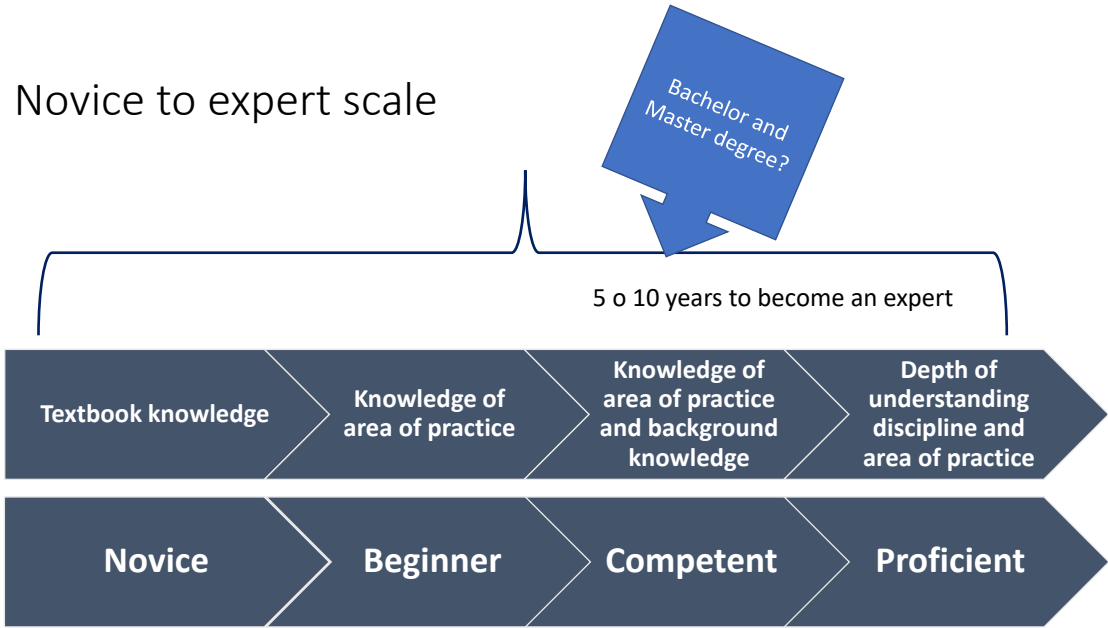 Novice to expert scale
Bachelor and
Master degree?
5 o 10 years to become an expert
Textbook knowledge
Knowledge of
area of practice
Knowledge of
area of practice
and background
knowledge
Depth of
understanding
discipline and
area of practice
Novice
Beginner
Competent
Proficient